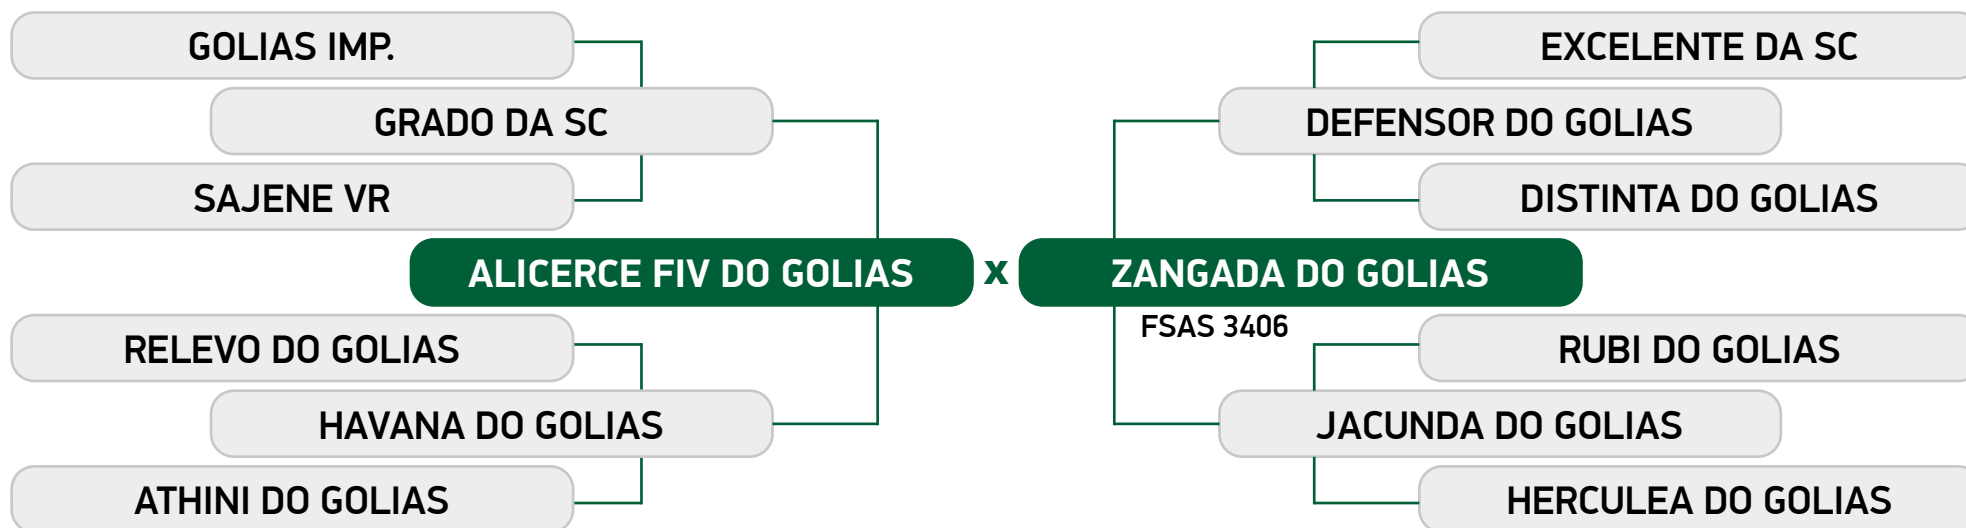 GOLIAS IMP.
GRADO DA SC
SAJENE VR
ALICERCE FIV DO GOLIAS
RELEVO DO GOLIAS
HAVANA DO GOLIAS
ATHINI DO GOLIAS
x
EXCELENTE DA SC
DEFENSOR DO GOLIAS
DISTINTA DO GOLIAS
ZANGADA DO GOLIAS
FSAS 3406
RUBI DO GOLIAS
JACUNDA DO GOLIAS
HERCULEA DO GOLIAS